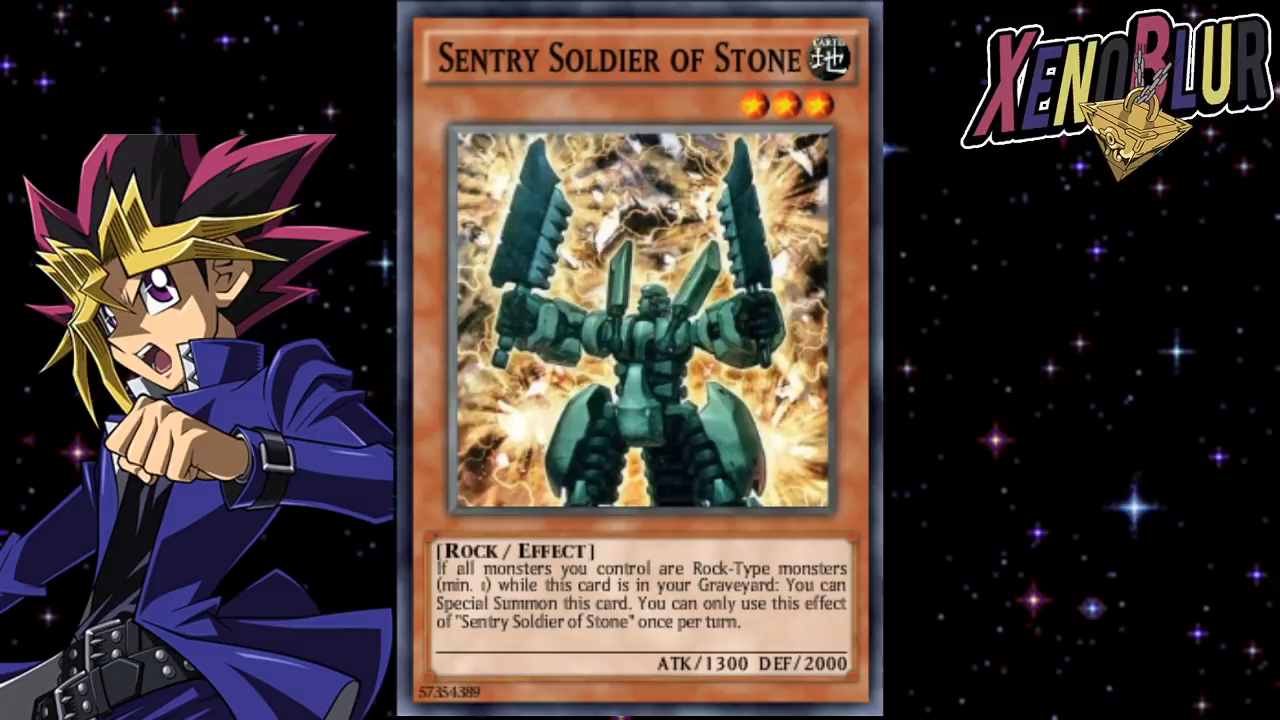 XENOBLUR
SENTRY SOLDIER OF STONE
地
[ROCK / EFFECT]
If all monsters you control are Rock-Type monsters
(min. 1) while this card is in your Graveyard: You can
Special Summon this card. You can only use this effect
of "Sentry Soldier of Stone" once per turn.
ATK/1300 DEF/2000
57354389